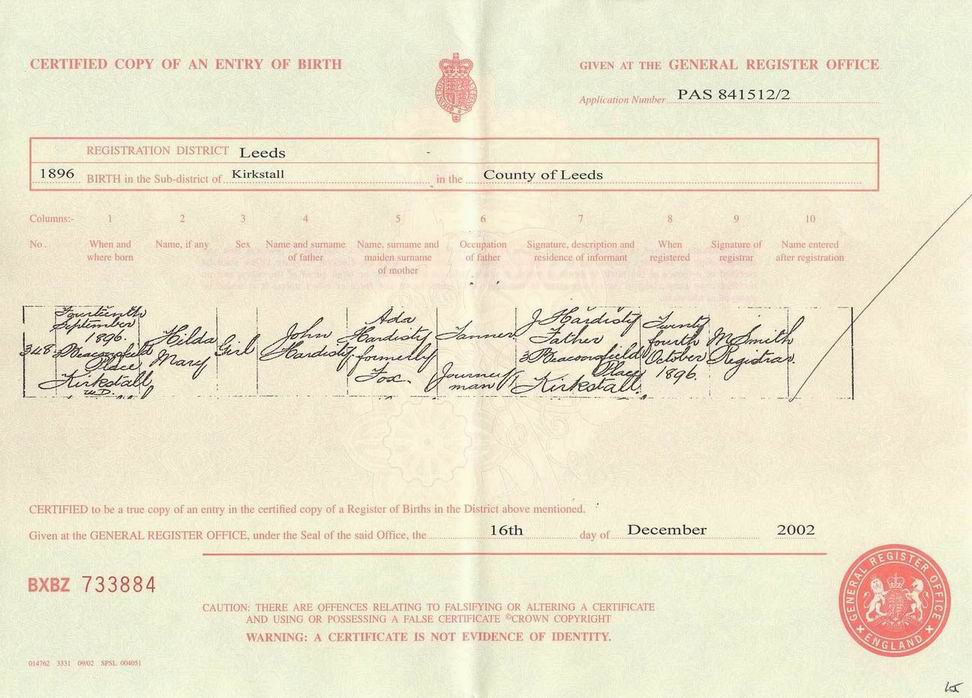 CERTIFIED COPY OF AN ENTRY OF BIRTH
GIVEN AT THE GENERAL REGISTER OFFICE
Application Number PAS 841512/2
REGISTRATION DISTRICT Leeds
1896 BIRTH in the Sub-district of Kirkstall in the County of Leeds
Columns:- 1 2 3 4 5 6 7 8 9 10
No. When and where born
Name, if any
Sex
Name and surname of father
Name, surname and maiden surname of mother
Occupation of father
Signature, description and residence of informant
When registered
Signature of registrar
Name entered after registration
348
Fourteenth
September
1896.
3 Beaconsfield
Place
Kirkstall
U.D.
Hilda
Mary
Girl
John
Hardisty
Ada
Hardisty
formerly
Fox.
Tanner
Journey
man
J Hardisty
Father
3 Beaconsfield
Place
Kirkstall.
Twenty
fourth
October
1896.
M Smith
Registrar.
CERTIFIED to be a true copy of an entry in the certified copy of a Register of Births in the District above mentioned.
Given at the GENERAL REGISTER OFFICE, under the Seal of the said Office, the 16th day of December 2002
BXBZ 733884
CAUTION: THERE ARE OFFENCES RELATING TO FALSIFYING OR ALTERING A CERTIFICATE
AND USING OR POSSESSING A FALSE CERTIFICATE ©CROWN COPYRIGHT
WARNING: A CERTIFICATE IS NOT EVIDENCE OF IDENTITY.
GENERAL REGISTER OFFICE
ENGLAND
014762 3331 09/02 SPSL 004051